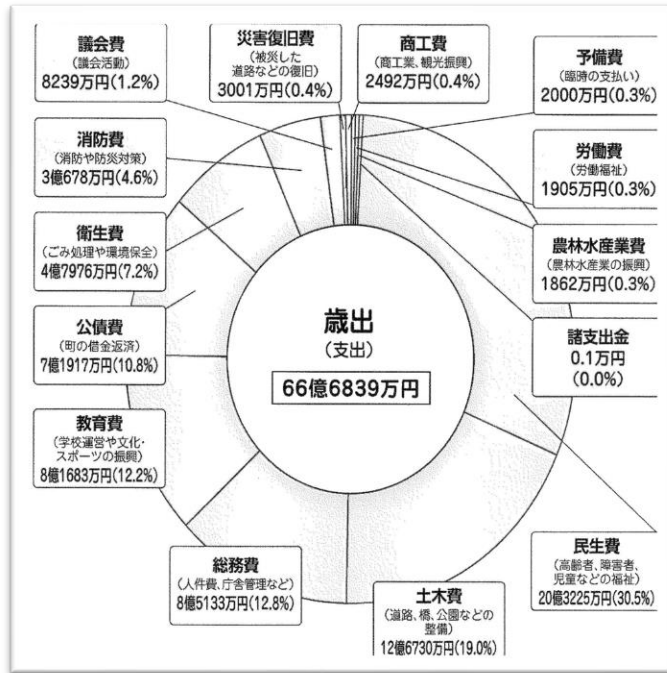 議会費
(議会活動)
8239万円(1.2%)
災害復旧費
(被災した
道路などの復旧)
3001万円(0.4%)
商工費
(商工業、観光振興)
2492万円(0.4%)
予備費
(臨時の支払い)
2000万円(0.3%)
消防費
(消防や防災対策)
3億678万円(4.6%)
労働費
(労働福祉)
1905万円(0.3%)
衛生費
(ごみ処理や環境保全)
4億7976万円(7.2%)
農林水産業費
(農林水産業の振興)
1862万円(0.3%)
歳出
(支出)
66億6839万円
公債費
(町の借金返済)
7億1917万円(10.8%)
諸支出金
0.1万円
(0.0%)
教育費
(学校運営や文化・
スポーツの振興)
8億1683万円(12.2%)
総務費
(人件費、庁舎管理など)
8億5133万円(12.8%)
土木費
(道路、橋、公園などの
整備)
12億6730万円(19.0%)
民生費
(高齢者、障害者、
児童などの福祉)
20億3225万円(30.5%)